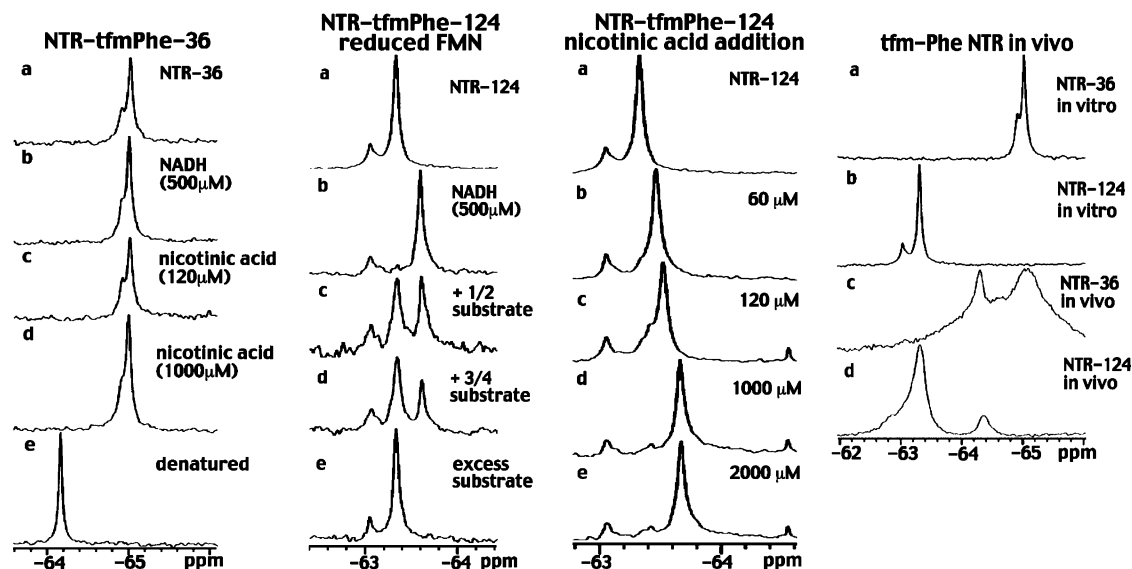 NTR-tfmPhe-36
a
NTR-36
b
NADH
(500μM)
c
nicotinic acid
(120μM)
d
nicotinic acid
(1000μM)
e
denatured
-64
-65
ppm
NTR-tfmPhe-124
reduced FMN
a
NTR-124
b
NADH
(500μM)
c
+ 1/2
substrate
d
+ 3/4
substrate
e
excess
substrate
-63
-64
ppm
NTR-tfmPhe-124
nicotinic acid addition
a
NTR-124
b
60 μM
c
120 μM
d
1000 μM
e
2000 μM
-63
-64
ppm
tfm-Phe NTR in vivo
a
NTR-36
in vitro
b
NTR-124
in vitro
c
NTR-36
in vivo
d
NTR-124
in vivo
-62
-63
-64
-65
ppm